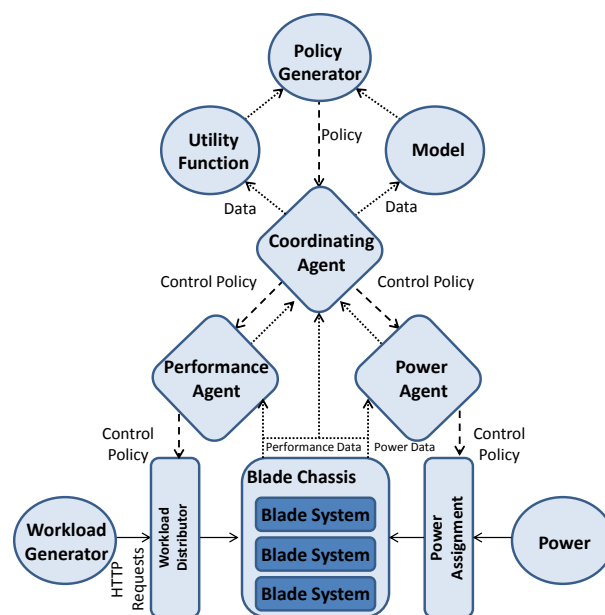 Policy
Generator
Utility
Function
Policy
Model
Data
Data
Coordinating
Agent
Control Policy
Control Policy
Performance
Agent
Power
Agent
Control
Policy
Performance Data
Power Data
Control
Policy
Blade Chassis
Workload
Generator
HTTP
Requests
Workload
Distributor
Blade System
Blade System
Blade System
Power
Assignment
Power